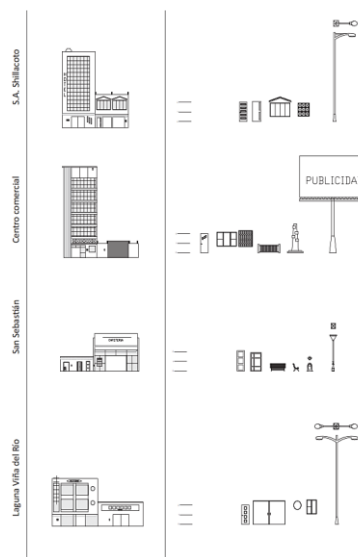 S.A. Shillacoto
Centro comercial
PUBLICIDA
San Sebastián
Laguna Viña del Río